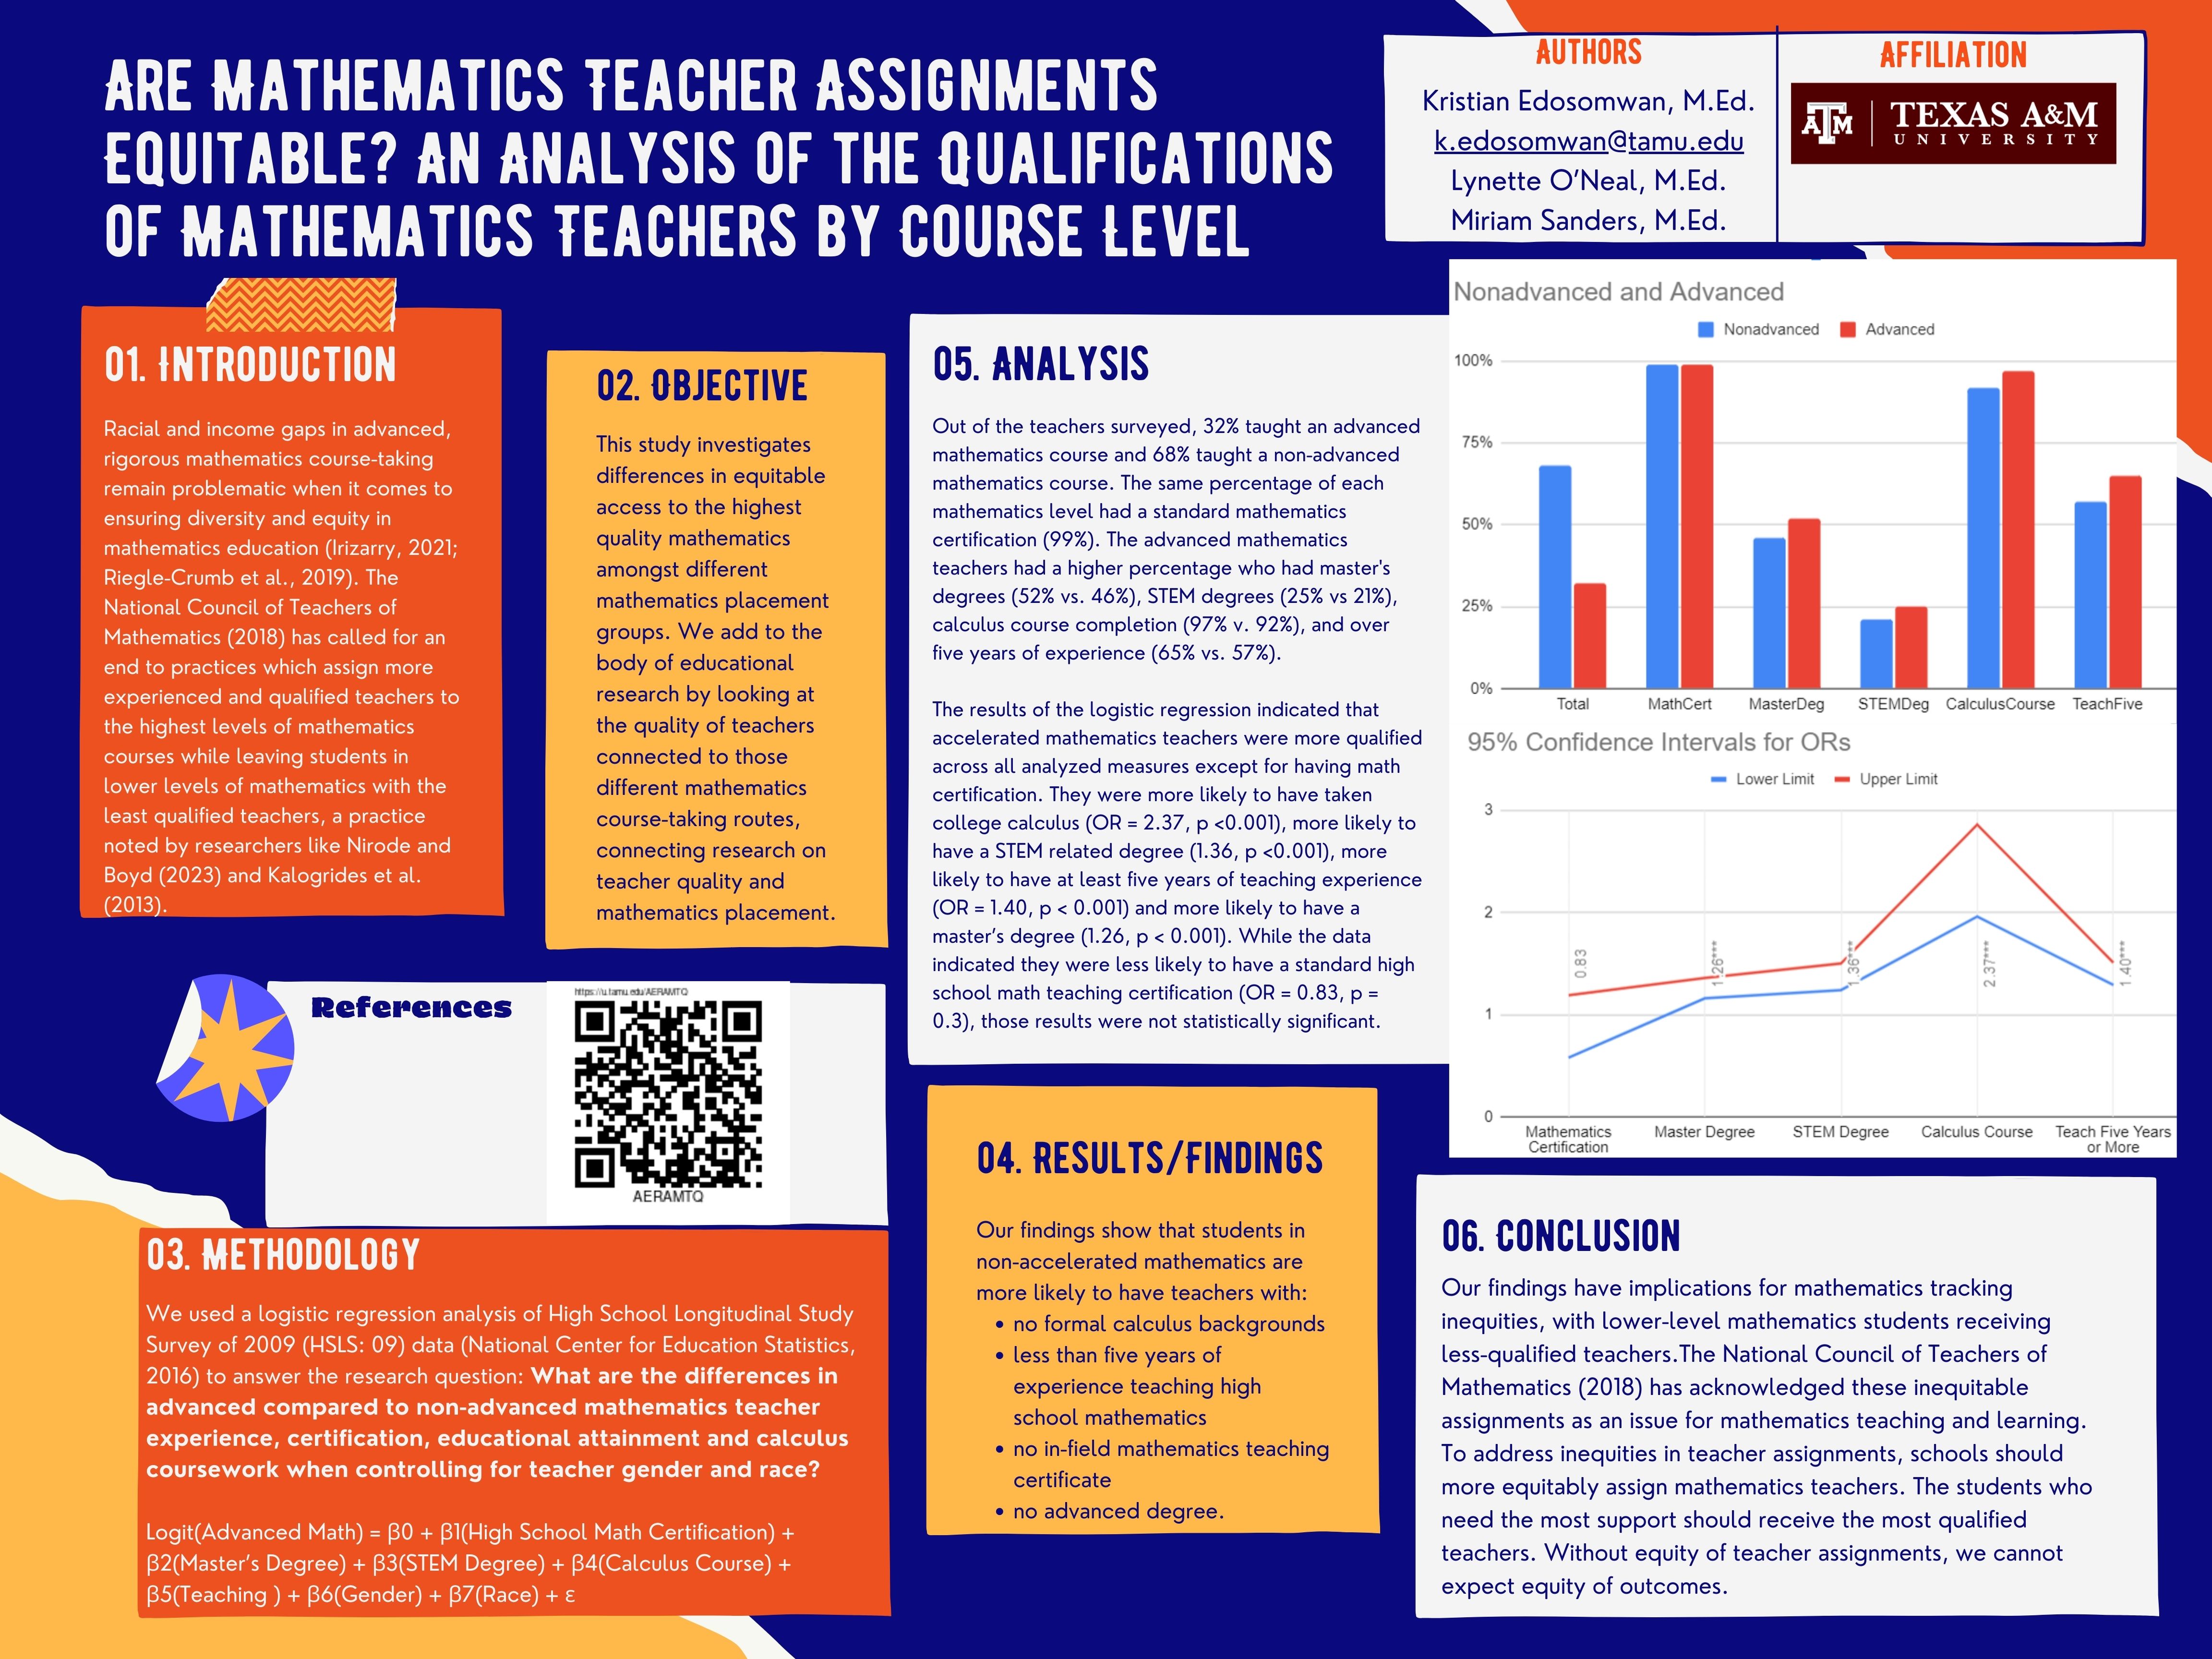 Are Mathematics Teacher Assignments
Equitable? An Analysis of the Qualifications
of Mathematics Teachers by Course Level
Authors
Kristian Edosomwan, M.Ed.
k.edosomwan@tamu.edu
Lynette O'Neal, M.Ed.
Miriam Sanders, M.Ed.
Affiliation
ATM
TEXAS A&M
UNIVERSITY
01. Introduction
Racial and income gaps in advanced,
rigorous mathematics course-taking
remain problematic when it comes to
ensuring diversity and equity in
mathematics education (Irizarry, 2021;
Riegle-Crumb et al., 2019). The
National Council of Teachers of
Mathematics (2018) has called for an
end to practices which assign more
experienced and qualified teachers to
the highest levels of mathematics
courses while leaving students in
lower levels of mathematics with the
least qualified teachers, a practice
noted by researchers like Nirode and
Boyd (2023) and Kalogrides et al.
(2013).
02. Objective
This study investigates
differences in equitable
access to the highest
quality mathematics
amongst different
mathematics placement
groups. We add to the
body of educational
research by looking at
the quality of teachers
connected to those
different mathematics
course-taking routes,
connecting research on
teacher quality and
mathematics placement.
References
https://u.tamu.edu/AERAMTQ
AERAMTQ
03. Methodology
We used a logistic regression analysis of High School Longitudinal Study
Survey of 2009 (HSLS: 09) data (National Center for Education Statistics,
2016) to answer the research question: What are the differences in
advanced compared to non-advanced mathematics teacher
experience, certification, educational attainment and calculus
coursework when controlling for teacher gender and race?
Logit(Advanced Math) = β0 + β1(High School Math Certification) +
β2(Master's Degree) + β3(STEM Degree) + β4(Calculus Course) +
β5(Teaching ) + β6(Gender) + β7(Race) + ε
05. Analysis
Out of the teachers surveyed, 32% taught an advanced
mathematics course and 68% taught a non-advanced
mathematics course. The same percentage of each
mathematics level had a standard mathematics
certification (99%). The advanced mathematics
teachers had a higher percentage who had master's
degrees (52% vs. 46%), STEM degrees (25% vs 21%),
calculus course completion (97% v. 92%), and over
five years of experience (65% vs. 57%).
The results of the logistic regression indicated that
accelerated mathematics teachers were more qualified
across all analyzed measures except for having math
certification. They were more likely to have taken
college calculus (OR = 2.37, p <0.001), more likely to
have a STEM related degree (1.36, p <0.001), more
likely to have at least five years of teaching experience
(OR = 1.40, p < 0.001) and more likely to have a
master's degree (1.26, p < 0.001). While the data
indicated they were less likely to have a standard high
school math teaching certification (OR = 0.83, p =
0.3), those results were not statistically significant.
04. Results/Findings
Our findings show that students in
non-accelerated mathematics are
more likely to have teachers with:
• no formal calculus backgrounds
• less than five years of
experience teaching high
school mathematics
• no in-field mathematics teaching
certificate
• no advanced degree.
Nonadvanced and Advanced
Nonadvanced Advanced
100%
75%
50%
25%
0%
Total MathCert MasterDeg STEMDeg CalculusCourse TeachFive
95% Confidence Intervals for ORs
Lower Limit Upper Limit
3
2
1
0
0.83
1.26***
1.36***
2.37***
1.40***
Mathematics Certification
Master Degree
STEM Degree
Calculus Course
Teach Five Years or More
06. Conclusion
Our findings have implications for mathematics tracking
inequities, with lower-level mathematics students receiving
less-qualified teachers.The National Council of Teachers of
Mathematics (2018) has acknowledged these inequitable
assignments as an issue for mathematics teaching and learning.
To address inequities in teacher assignments, schools should
more equitably assign mathematics teachers. The students who
need the most support should receive the most qualified
teachers. Without equity of teacher assignments, we cannot
expect equity of outcomes.